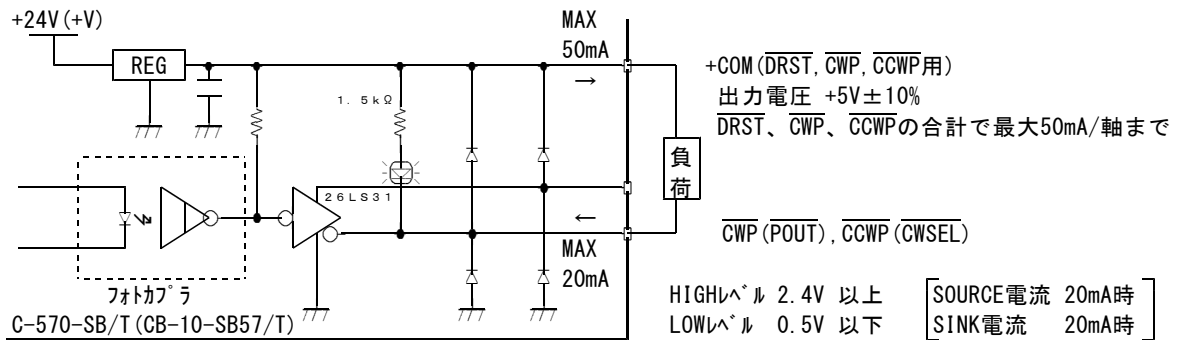 +24V(+V)
REG
MAX
50mA
→
+COM(DRST,CWP,CCWP用)
出力電圧 +5V±10%
DRST、CWP、CCWPの合計で最大50mA/軸まで
1.5kΩ
負荷
26LS31
←
MAX
20mA
CWP(POUT),CCWP(CWSEL)
フォトカプラ
C-570-SB/T(CB-10-SB57/T)
HIGHレベル 2.4V 以上 [SOURCE電流 20mA時]
LOWレベル 0.5V 以下 [SINK電流 20mA時]